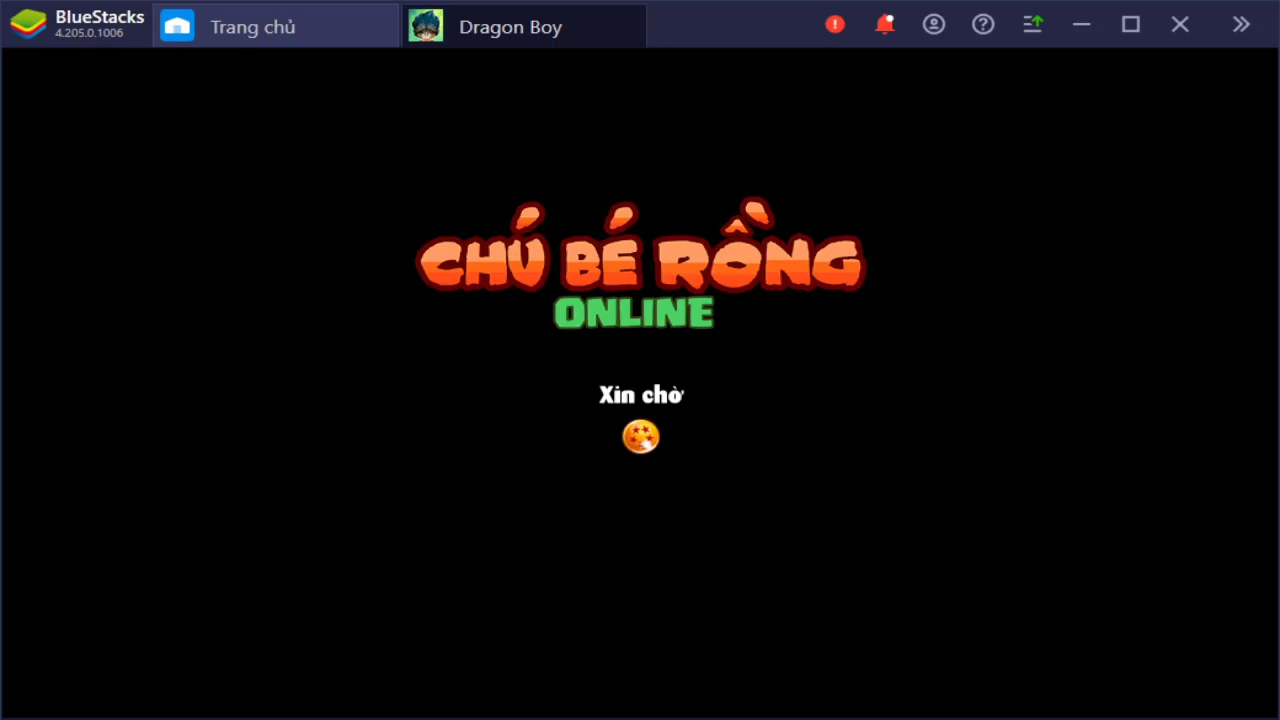 BlueStacks
4.205.0.1006
Trang chủ
Dragon Boy
CHÚ BÉ RỒNG
ONLINE
Xin chờ